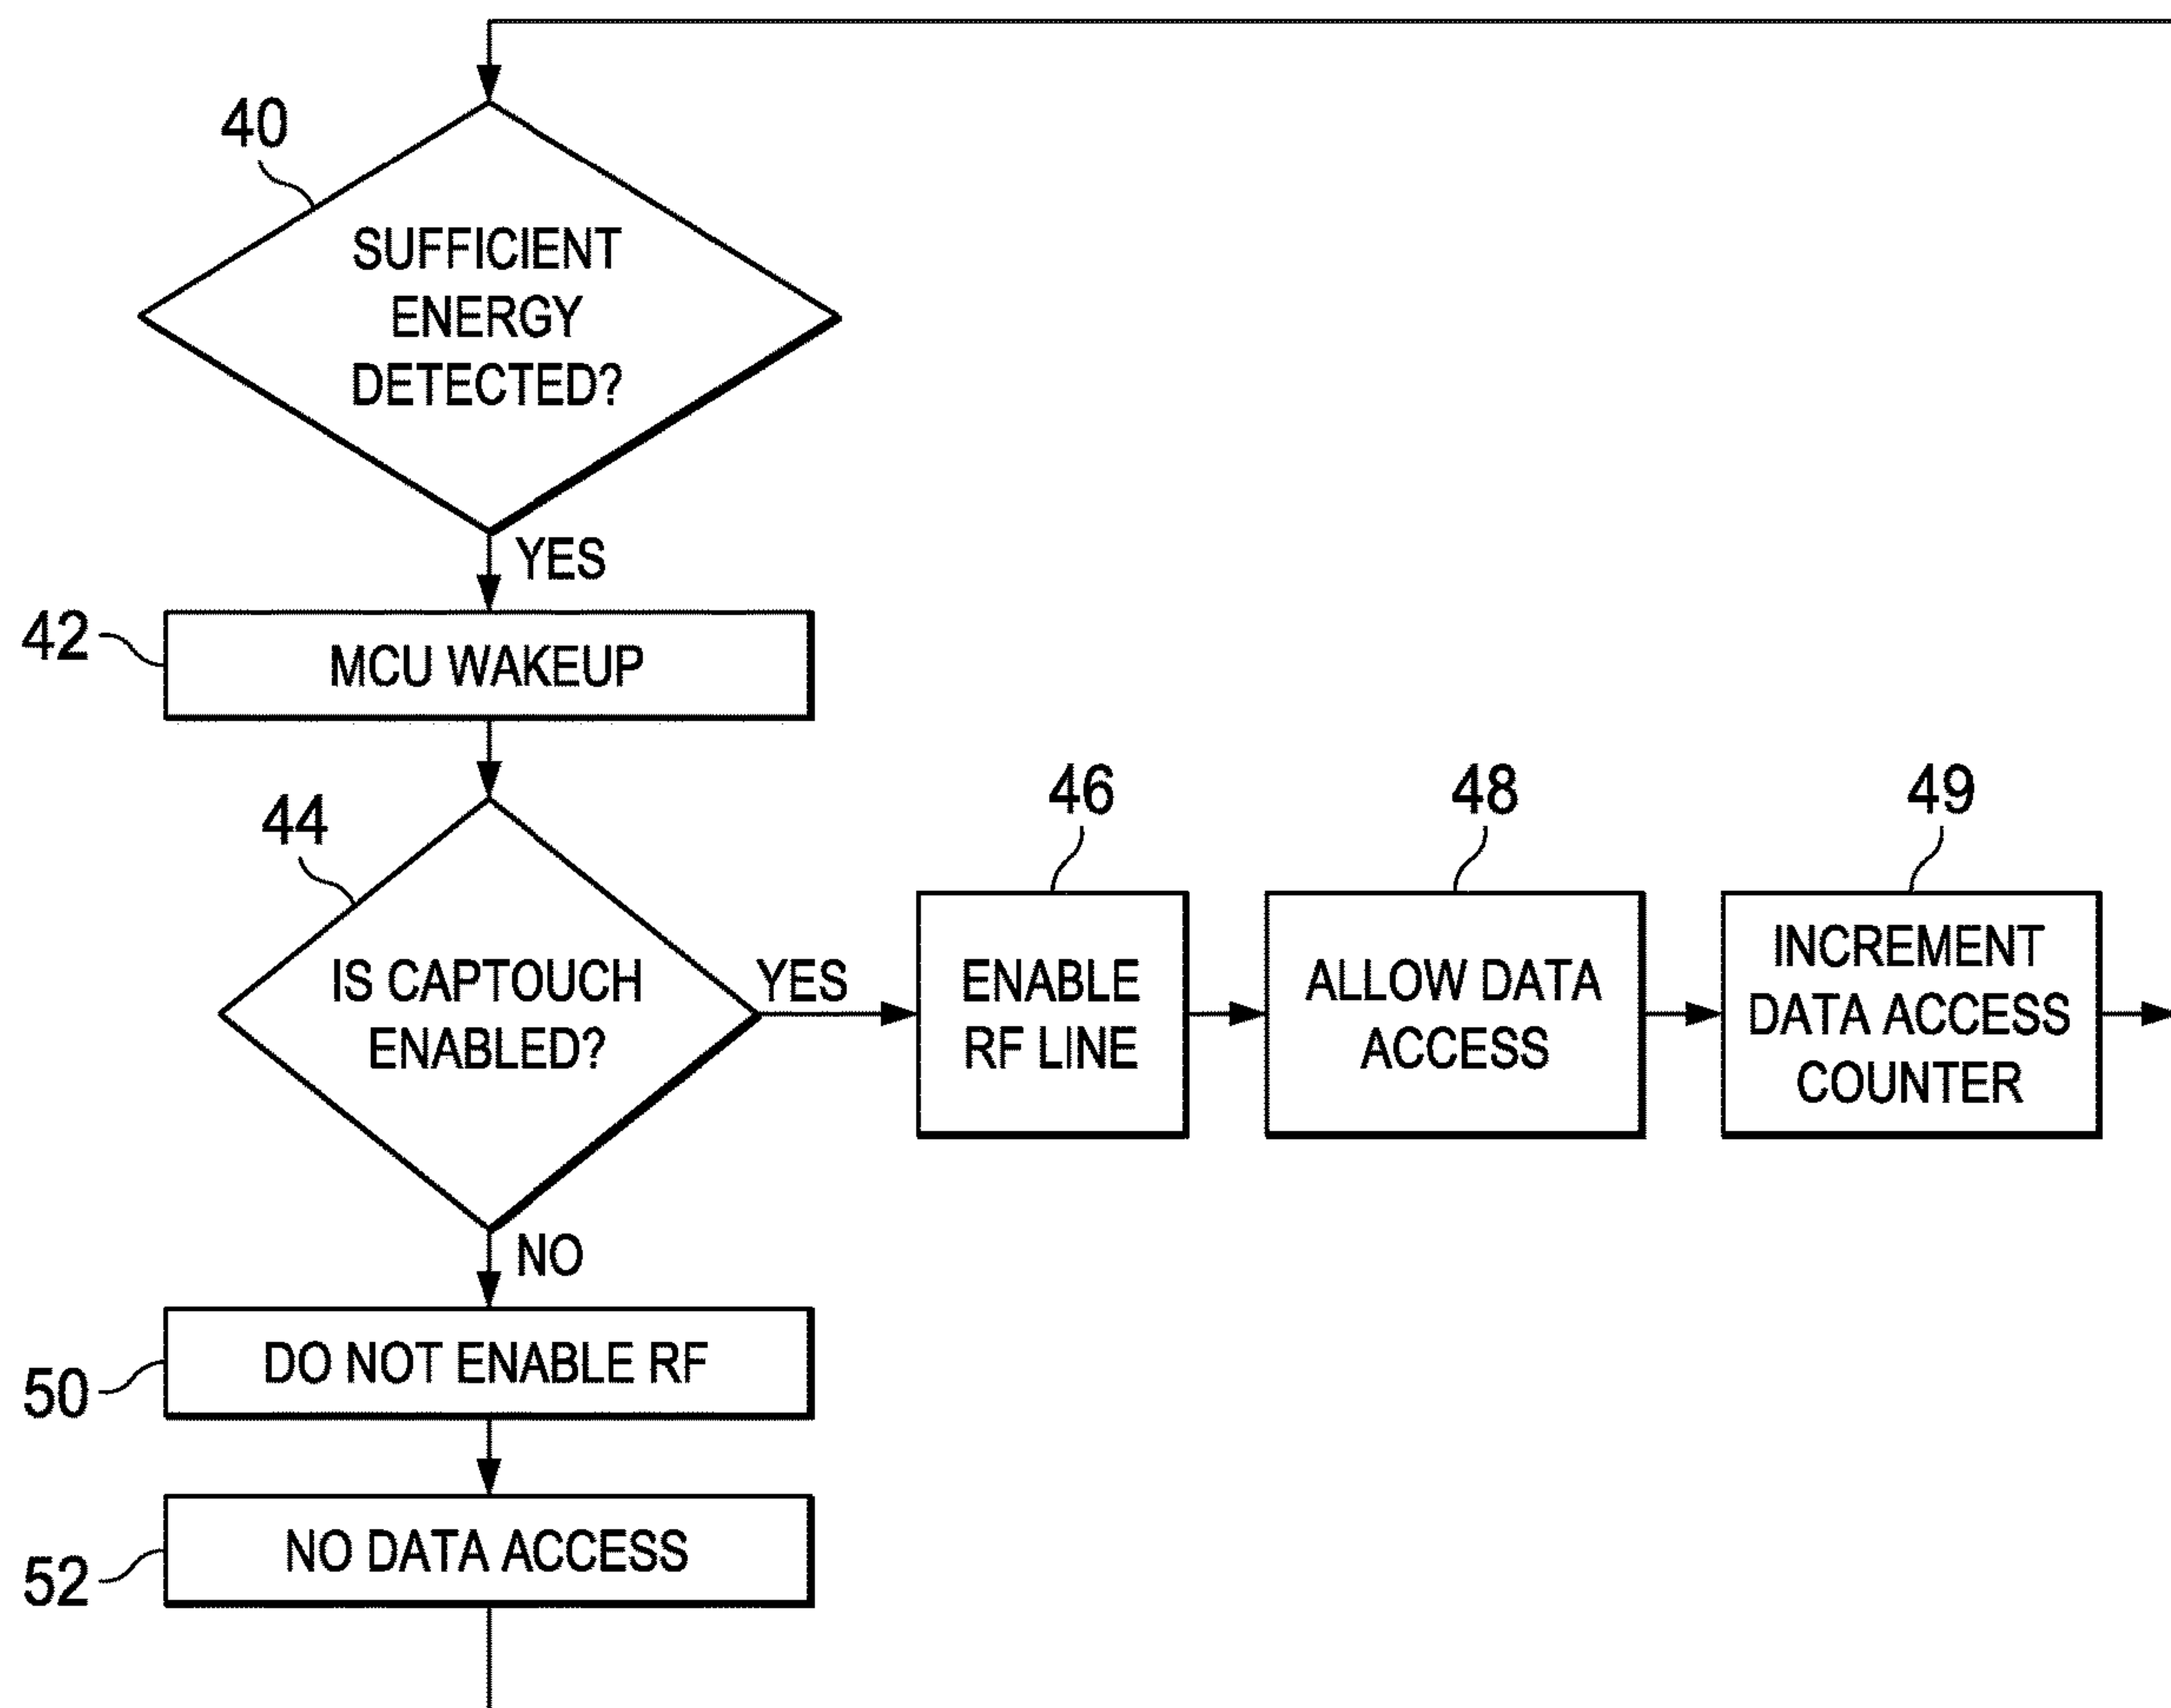 40
SUFFICIENT
ENERGY
DETECTED?
YES
42
MCU WAKEUP
44
IS CAPTOUCH
ENABLED?
YES
46
ENABLE
RF LINE
48
ALLOW DATA
ACCESS
49
INCREMENT
DATA ACCESS
COUNTER
NO
50
DO NOT ENABLE RF
52
NO DATA ACCESS